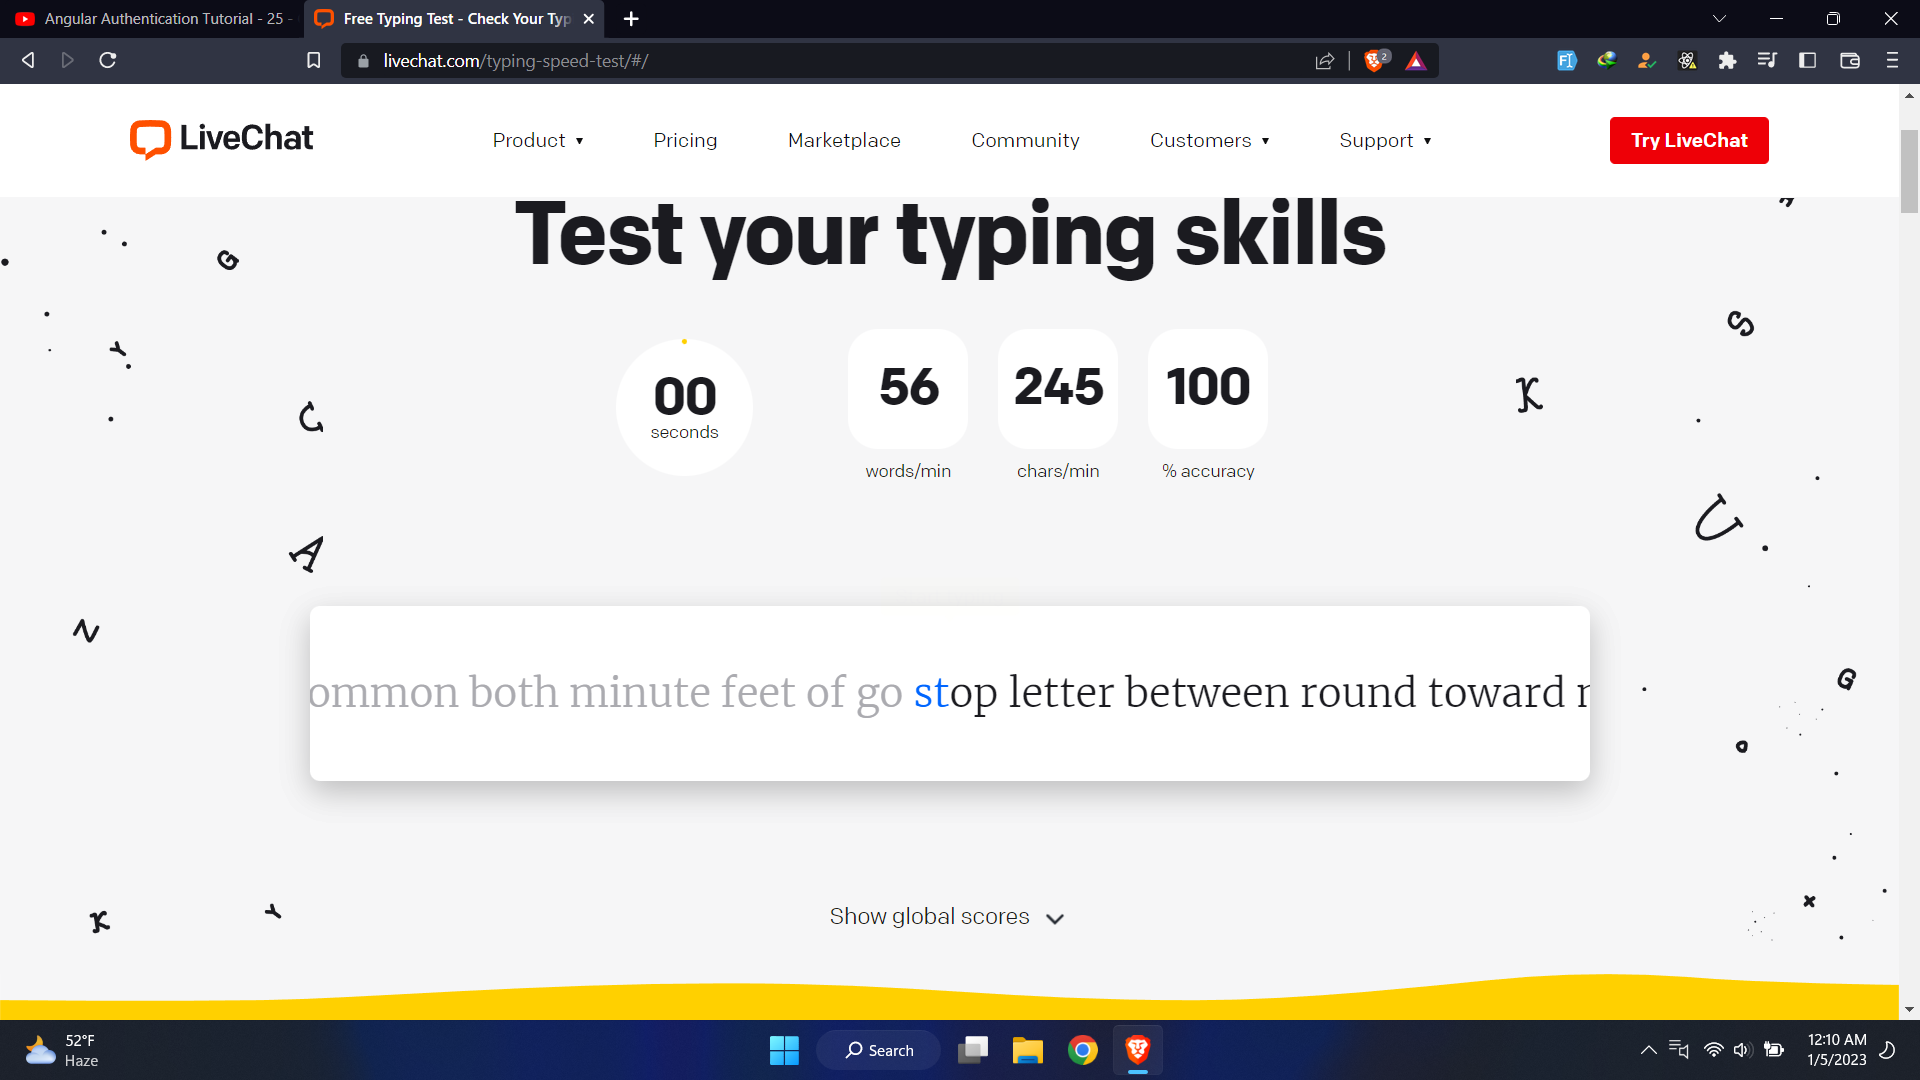 Angular Authentication Tutorial - 25 -
Free Typing Test - Check Your Typ
livechat.com/typing-speed-test/#/
2
LiveChat
Product
Pricing
Marketplace
Community
Customers
Support
Try LiveChat
Test your typing skills
00
seconds
56
words/min
245
chars/min
100
% accuracy
ommon both minute feet of go stop letter between round toward
Show global scores
52°F
Haze
Search
12:10 AM
1/5/2023